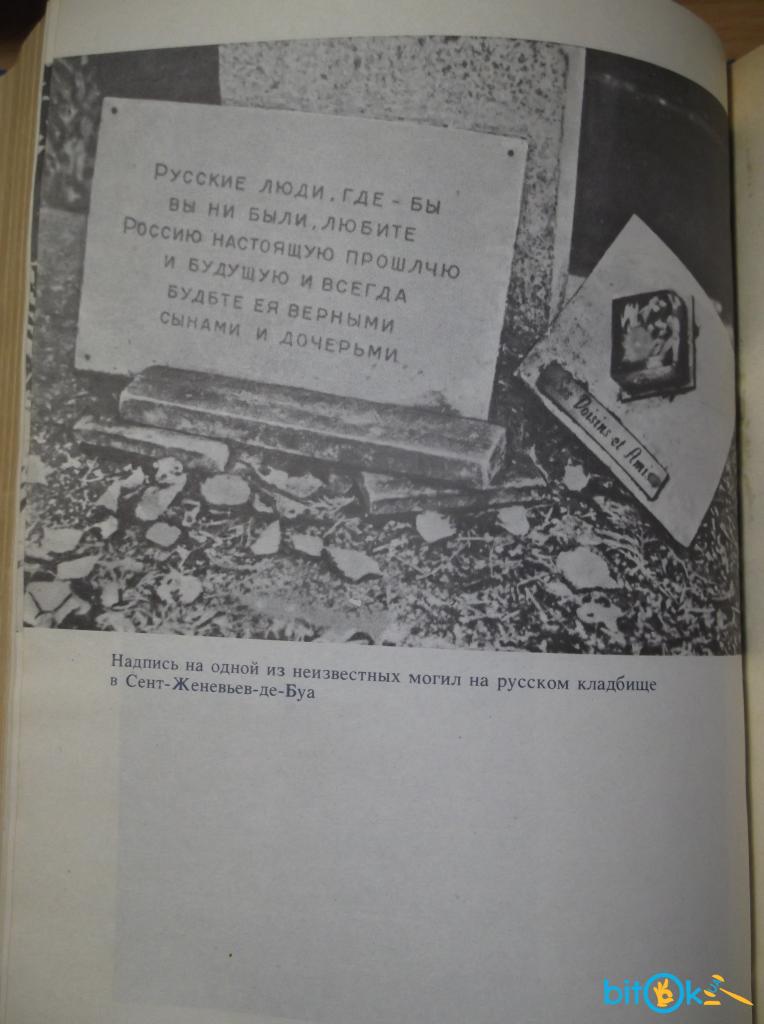 Русские люди, где - бы
вы ни были, любите
Россию настоящую прошлчю
и будущую и всегда
будьте ея верными
сынами и дочерьми
Voisins et Amis
Надпись на одной из неизвестных могил на русском кладбище
в Сент-Женевьев-де-Буа
bitOk